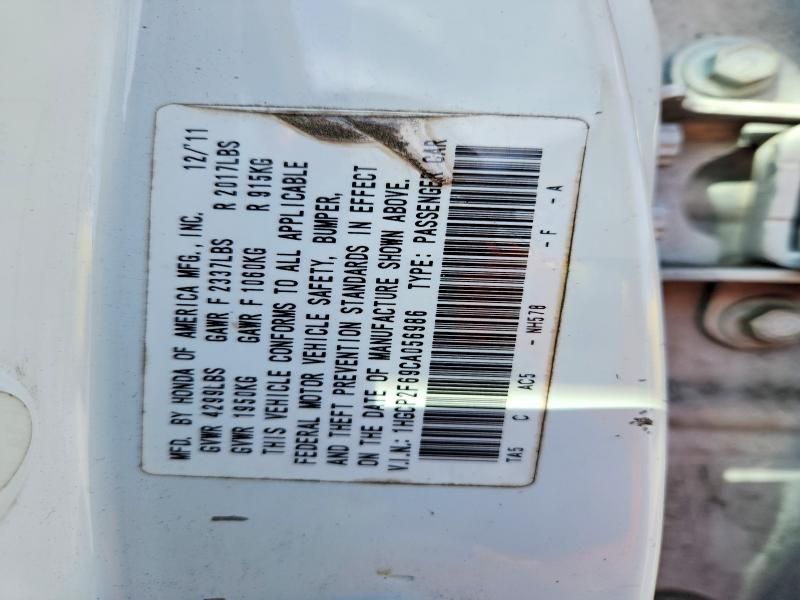 MFD. BY HONDA OF AMERICA MFG., INC. 12/'11
GVWR 4299LBS GAWR F 2337LBS R 2017LBS
GVWR 1950KG GAWR F 1060KG R 915KG
THIS VEHICLE CONFORMS TO ALL APPLICABLE
FEDERAL MOTOR VEHICLE SAFETY, BUMPER,
AND THEFT PREVENTION STANDARDS IN EFFECT
ON THE DATE OF MANUFACTURE SHOWN ABOVE.
V.I.N.: 1HGCP2F69CA056986 TYPE: PASSENGER CAR
TA5 C AC5 - NH578 - F - A